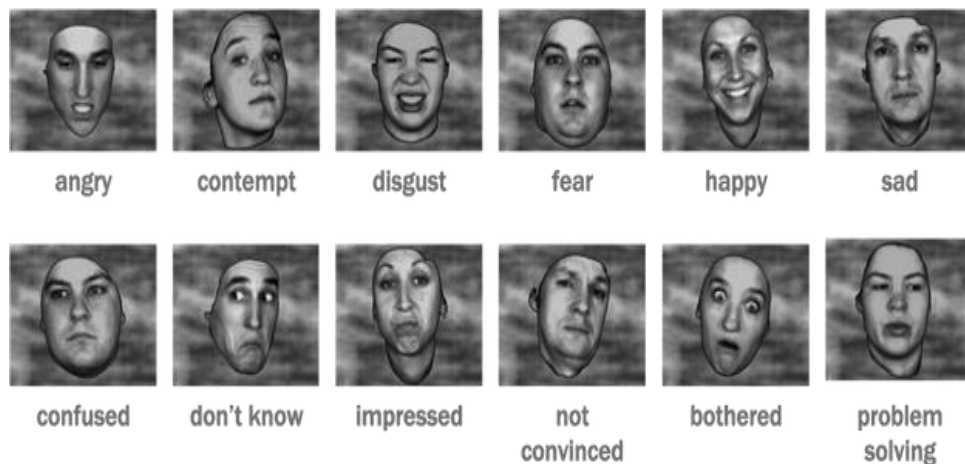 angry contempt disgust fear happy sad
confused don't know impressed not convinced bothered problem solving